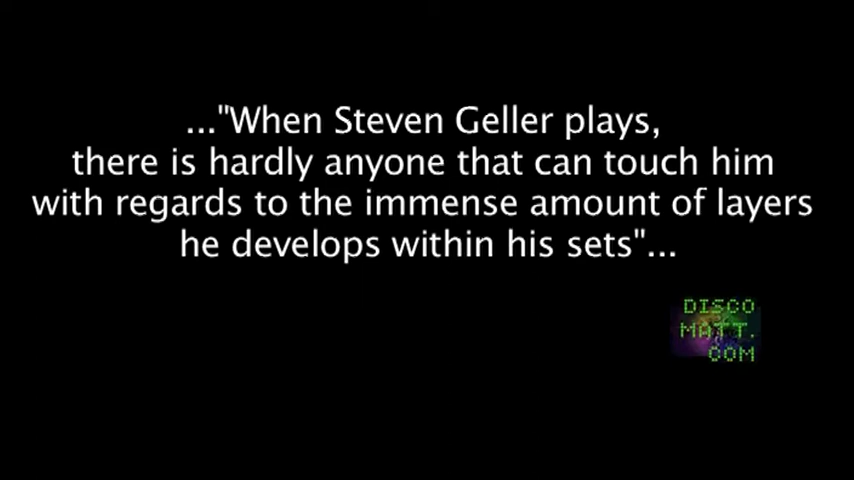 ..."When Steven Geller plays,
there is hardly anyone that can touch him
with regards to the immense amount of layers
he develops within his sets"...
DISCO
MATT.
COM